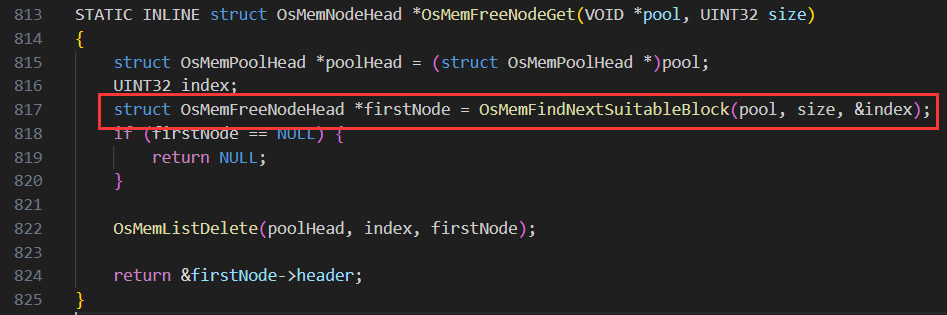 813 STATIC INLINE struct OsMemNodeHead *OsMemFreeNodeGet(VOID *pool, UINT32 size)
814 {
815     struct OsMemPoolHead *poolHead = (struct OsMemPoolHead *)pool;
816     UINT32 index;
817     struct OsMemFreeNodeHead *firstNode = OsMemFindNextSuitableBlock(pool, size, &index);
818     if (firstNode == NULL) {
819         return NULL;
820     }
821
822     OsMemListDelete(poolHead, index, firstNode);
823
824     return &firstNode->header;
825 }